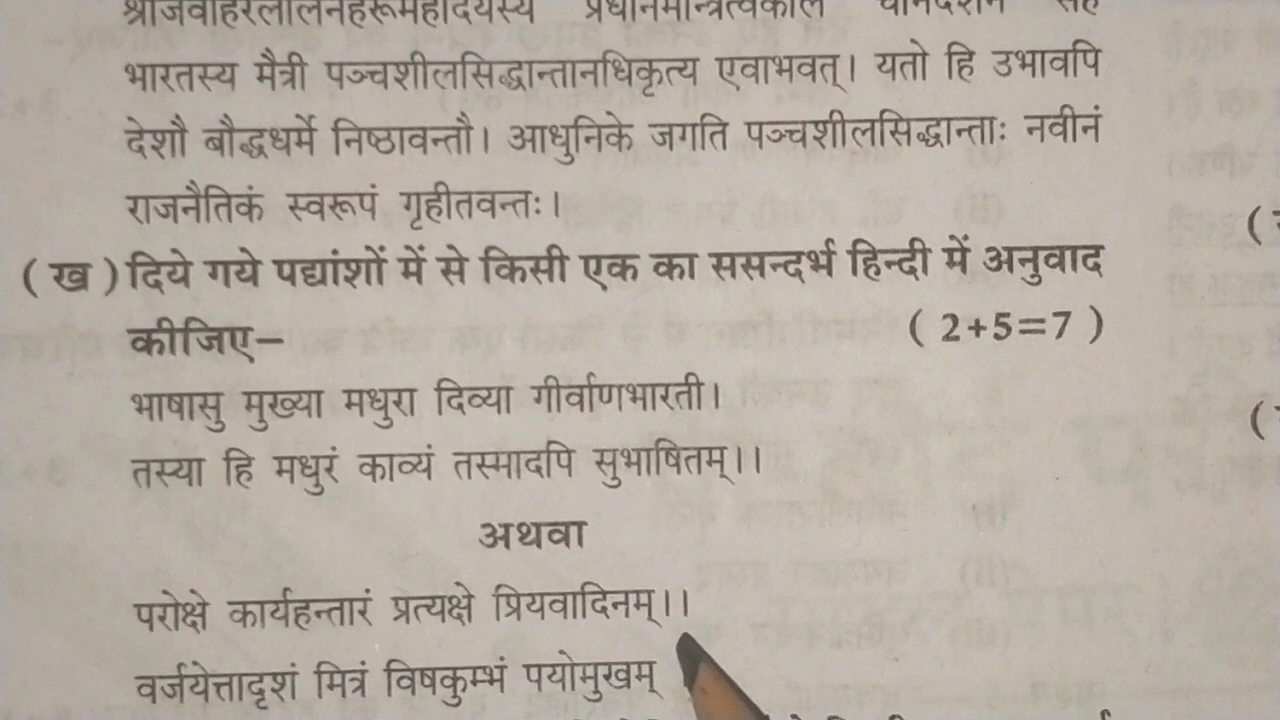 भारतस्य मैत्री पञ्चशीलसिद्धान्तानधिकृत्य एवाभवत्। यतो हि उभावपि
देशौ बौद्धधर्मे निष्ठावन्तौ। आधुनिके जगति पञ्चशीलसिद्धान्ताः नवीनं
राजनैतिकं स्वरूपं गृहीतवन्तः।
( ख ) दिये गये पद्यांशों में से किसी एक का ससन्दर्भ हिन्दी में अनुवाद
कीजिए– ( 2+5=7 )
भाषासु मुख्या मधुरा दिव्या गीर्वाणभारती।
तस्या हि मधुरं काव्यं तस्मादपि सुभाषितम्।।
अथवा
परोक्षे कार्यहन्तारं प्रत्यक्षे प्रियवादिनम्।।
वर्जयेत्तादृशं मित्रं विषकुम्भं पयोमुखम्